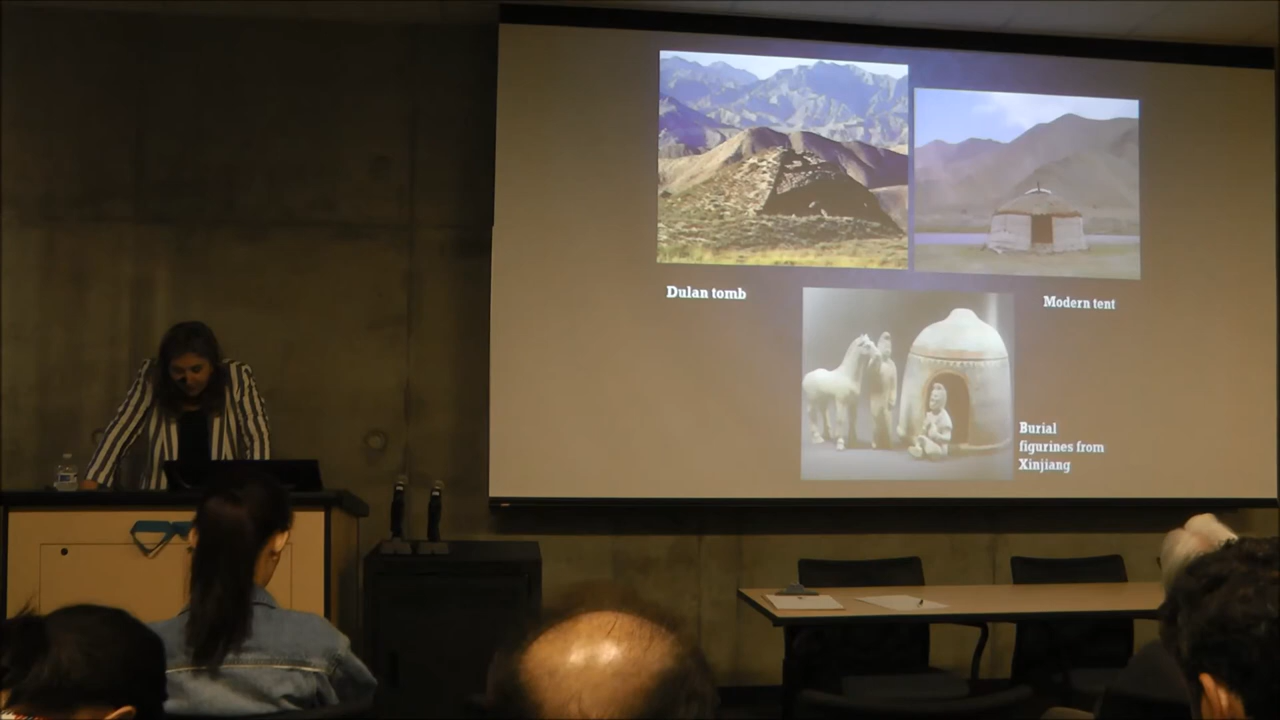 Dulan tomb
Modern tent
Burial
figurines from
Xinjiang